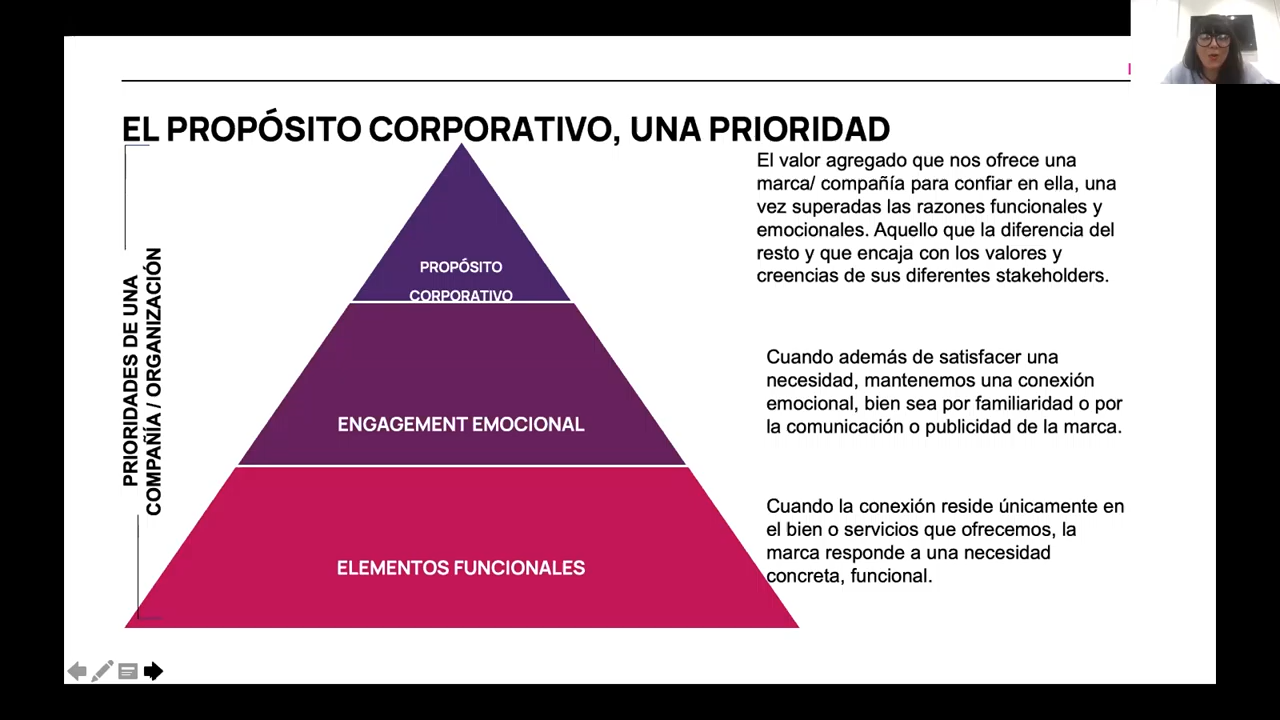 EL PROPÓSITO CORPORATIVO, UNA PRIORIDAD
PRIORIDADES DE UNA
COMPAÑÍA / ORGANIZACIÓN
PROPÓSITO
CORPORATIVO
El valor agregado que nos ofrece una
marca/ compañía para confiar en ella, una
vez superadas las razones funcionales y
emocionales. Aquello que la diferencia del
resto y que encaja con los valores y
creencias de sus diferentes stakeholders.
ENGAGEMENT EMOCIONAL
Cuando además de satisfacer una
necesidad, mantenemos una conexión
emocional, bien sea por familiaridad o por
la comunicación o publicidad de la marca.
ELEMENTOS FUNCIONALES
Cuando la conexión reside únicamente en
el bien o servicios que ofrecemos, la
marca responde a una necesidad
concreta, funcional.